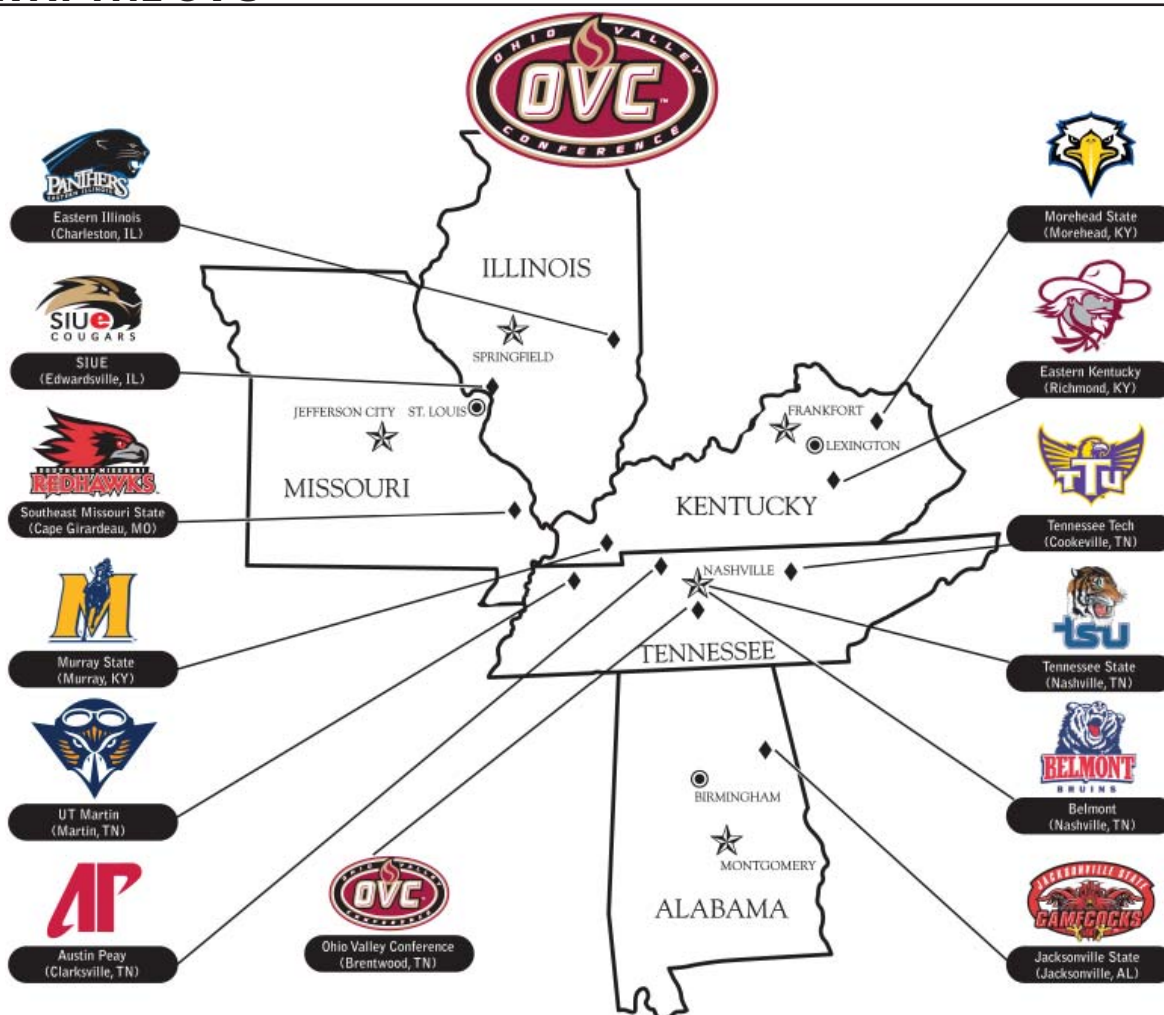 OHIO VALLEY
OVC™
CONFERENCE
PANTHERS
EASTERN ILLINOIS
Eastern Illinois
(Charleston, IL)
SIUe
COUGARS
SIUE
(Edwardsville, IL)
SOUTHEAST MISSOURI
REDHAWKS
Southeast Missouri State
(Cape Girardeau, MO)
M
Murray State
(Murray, KY)
UT Martin
(Martin, TN)
AP
Austin Peay
(Clarksville, TN)
OHIO VALLEY
OVC
CONFERENCE
Ohio Valley Conference
(Brentwood, TN)
ILLINOIS
SPRINGFIELD
JEFFERSON CITY
ST. LOUIS
MISSOURI
FRANKFORT
LEXINGTON
KENTUCKY
NASHVILLE
TENNESSEE
BIRMINGHAM
MONTGOMERY
ALABAMA
Morehead State
(Morehead, KY)
Eastern Kentucky
(Richmond, KY)
TTU
Tennessee Tech
(Cookeville, TN)
tsu
Tennessee State
(Nashville, TN)
BELMONT
BRUINS
Belmont
(Nashville, TN)
JACKSONVILLE STATE
GAMECOCKS
Jacksonville State
(Jacksonville, AL)